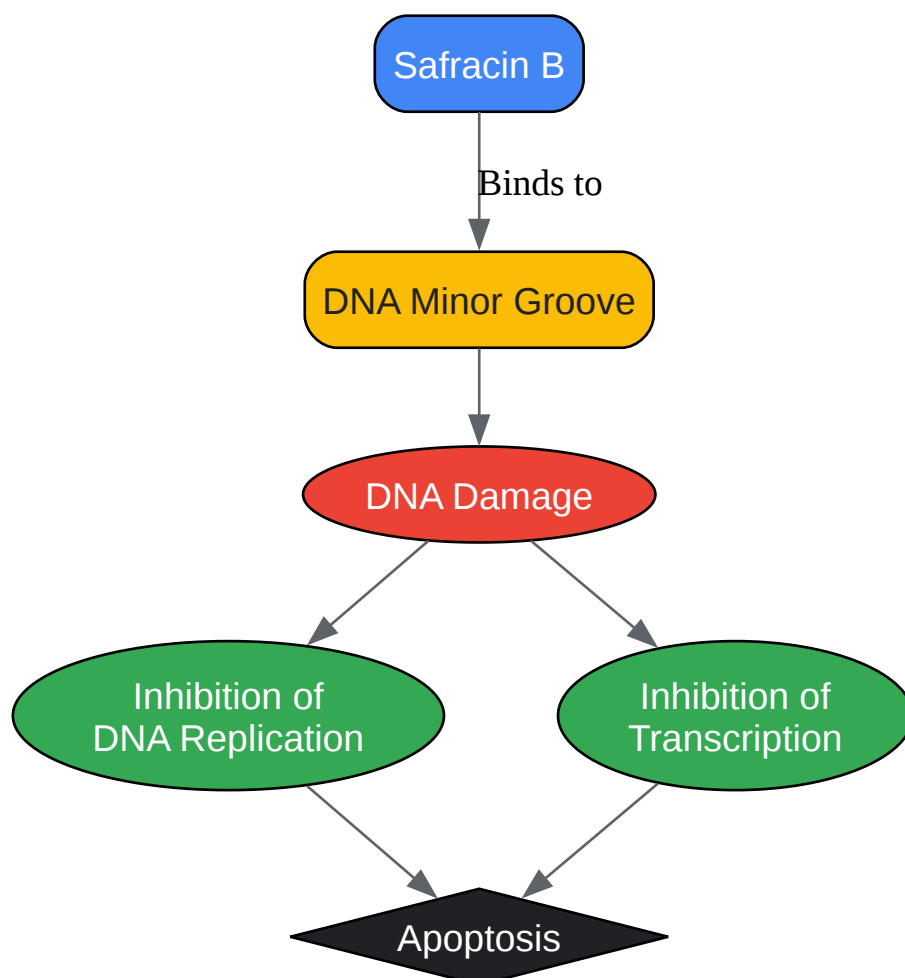 Safracin B
Binds to
DNA Minor Groove
DNA Damage
Inhibition of
DNA Replication
Inhibition of
Transcription
Apoptosis